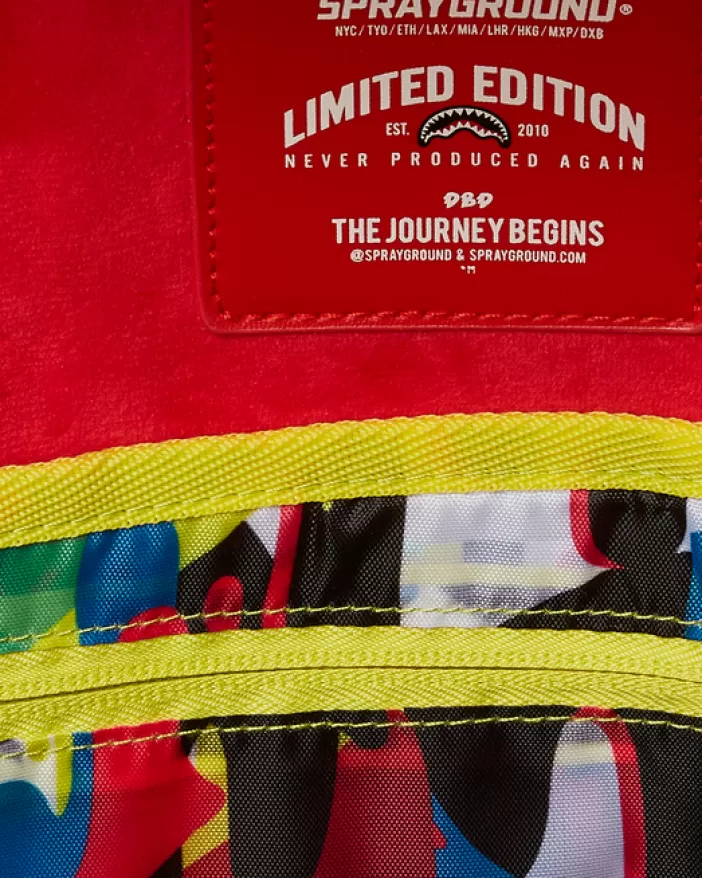 SPRAYGROUND®
NYC/TYO/ETH/LAX/MIA/LHR/HKG/MXP/DXB
LIMITED EDITION
EST. 2010
NEVER PRODUCED AGAIN
DBD
THE JOURNEY BEGINS
@SPRAYGROUND & SPRAYGROUND.COM